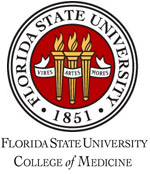 FLORIDA STATE UNIVERSITY
VIRES ARTES MORES
1851
FLORIDA STATE UNIVERSITY
COLLEGE of MEDICINE